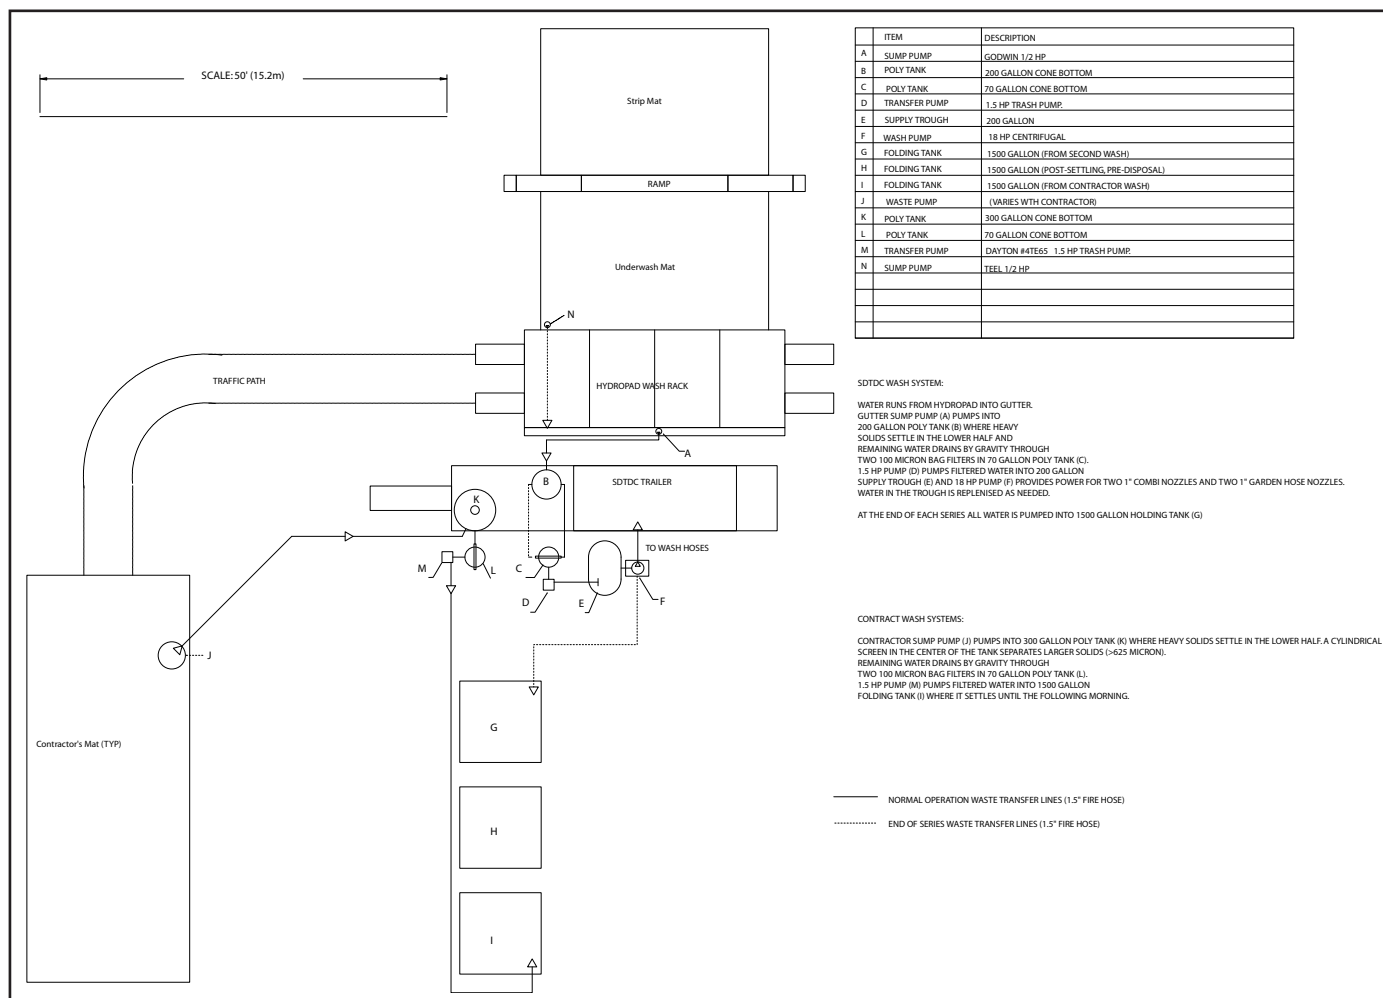 SCALE: 50' (15.2m)
Strip Mat
RAMP
Underwash Mat
N
TRAFFIC PATH
HYDROPAD WASH RACK
A
B
SDTDC TRAILER
K
TO WASH HOSES
M
L
C
D
E
F
J
G
Contractor's Mat (TYP)
H
I
ITEM DESCRIPTION
A SUMP PUMP GODWIN 1/2 HP
B POLY TANK 200 GALLON CONE BOTTOM
C POLY TANK 70 GALLON CONE BOTTOM
D TRANSFER PUMP 1.5 HP TRASH PUMP.
E SUPPLY TROUGH 200 GALLON
F WASH PUMP 18 HP CENTRIFUGAL
G FOLDING TANK 1500 GALLON (FROM SECOND WASH)
H FOLDING TANK 1500 GALLON (POST-SETTLING, PRE-DISPOSAL)
I FOLDING TANK 1500 GALLON (FROM CONTRACTOR WASH)
J WASTE PUMP (VARIES WTH CONTRACTOR)
K POLY TANK 300 GALLON CONE BOTTOM
L POLY TANK 70 GALLON CONE BOTTOM
M TRANSFER PUMP DAYTON #4TE65 1.5 HP TRASH PUMP.
N SUMP PUMP TEEL 1/2 HP
SDTDC WASH SYSTEM:
WATER RUNS FROM HYDROPAD INTO GUTTER.
GUTTER SUMP PUMP (A) PUMPS INTO
200 GALLON POLY TANK (B) WHERE HEAVY
SOLIDS SETTLE IN THE LOWER HALF AND
REMAINING WATER DRAINS BY GRAVITY THROUGH
TWO 100 MICRON BAG FILTERS IN 70 GALLON POLY TANK (C).
1.5 HP PUMP (D) PUMPS FILTERED WATER INTO 200 GALLON
SUPPLY TROUGH (E) AND 18 HP PUMP (F) PROVIDES POWER FOR TWO 1" COMBI NOZZLES AND TWO 1" GARDEN HOSE NOZZLES.
WATER IN THE TROUGH IS REPLENISED AS NEEDED.
AT THE END OF EACH SERIES ALL WATER IS PUMPED INTO 1500 GALLON HOLDING TANK (G)
CONTRACT WASH SYSTEMS:
CONTRACTOR SUMP PUMP (J) PUMPS INTO 300 GALLON POLY TANK (K) WHERE HEAVY SOLIDS SETTLE IN THE LOWER HALF. A CYLINDRICAL
SCREEN IN THE CENTER OF THE TANK SEPARATES LARGER SOLIDS (>625 MICRON).
REMAINING WATER DRAINS BY GRAVITY THROUGH
TWO 100 MICRON BAG FILTERS IN 70 GALLON POLY TANK (L).
1.5 HP PUMP (M) PUMPS FILTERED WATER INTO 1500 GALLON
FOLDING TANK (I) WHERE IT SETTLES UNTIL THE FOLLOWING MORNING.
NORMAL OPERATION WASTE TRANSFER LINES (1.5" FIRE HOSE)
END OF SERIES WASTE TRANSFER LINES (1.5" FIRE HOSE)